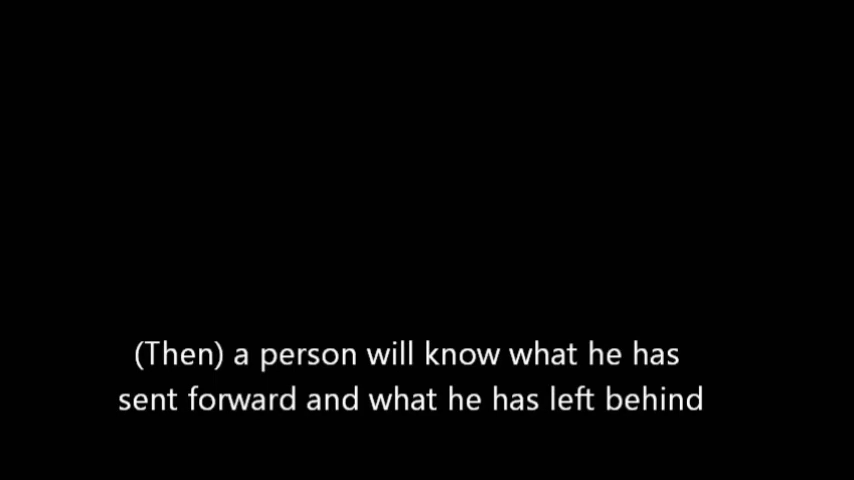 (Then) a person will know what he has
sent forward and what he has left behind